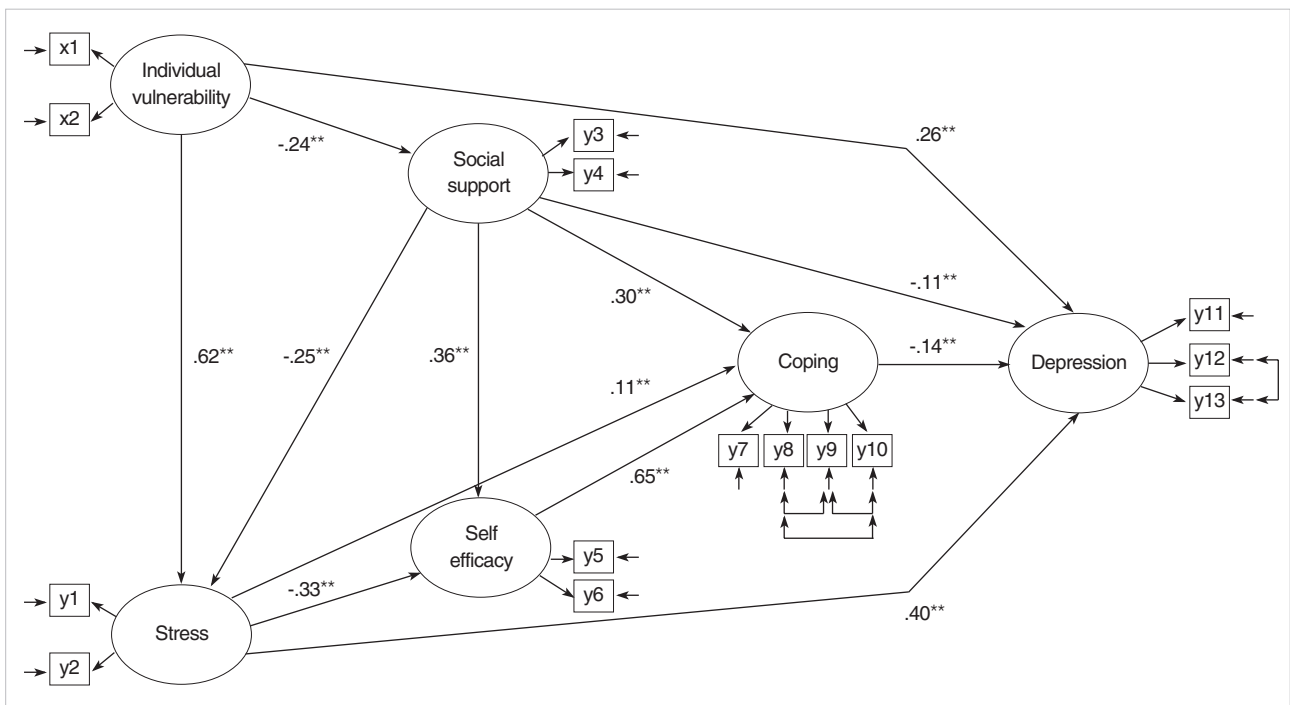 x1
Individual
vulnerability
x2
-.24**
y3
.26**
Social
support
y4
-.11**
.30**
y11
.62**
-.25**
.36**
-.14**
Coping
Depression
y12
.11**
y13
y7
y8
y9
y10
.65**
Self
efficacy
y5
-.33**
y6
y1
.40**
Stress
y2